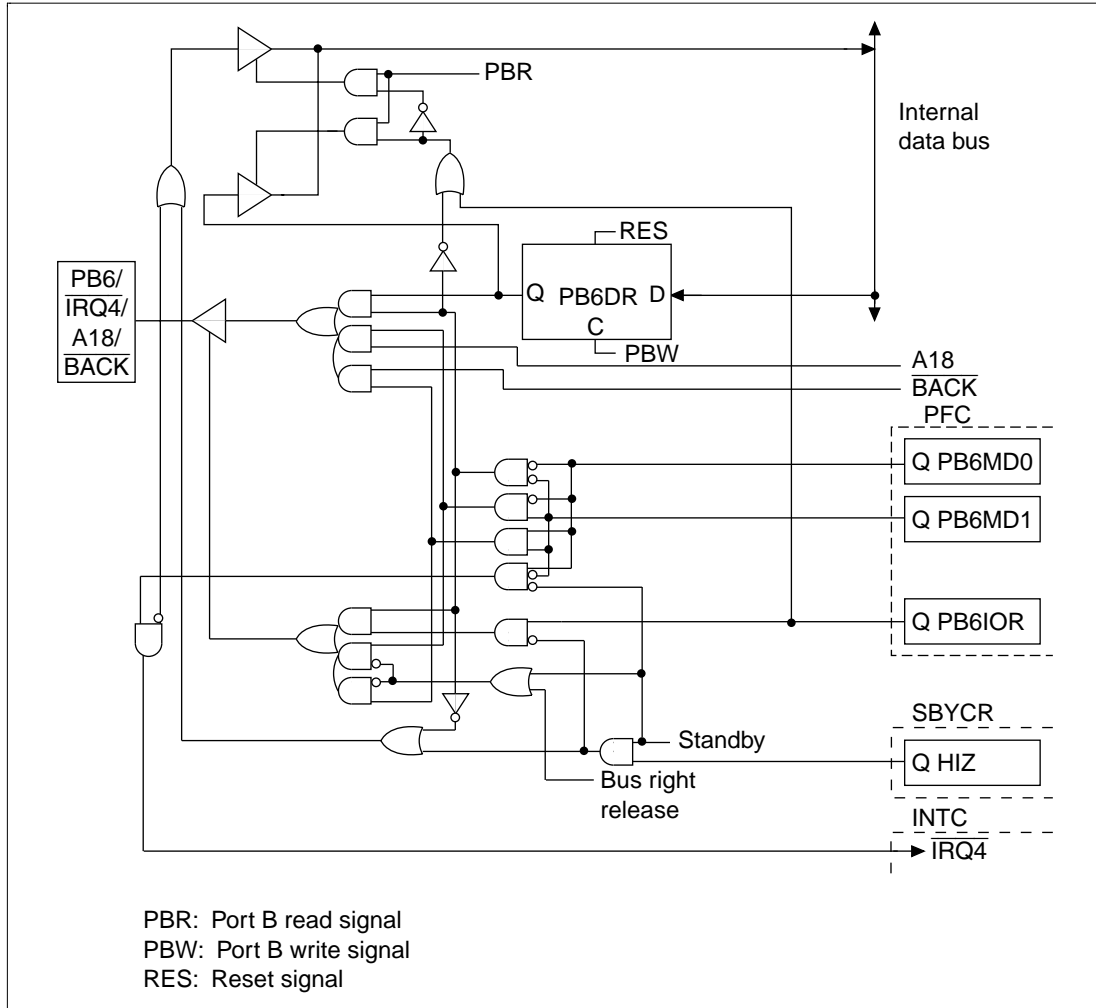 PBR
Internal
data bus
RES
PB6/
IRQ4/
A18/
BACK
Q PB6DR D
C
PBW
A18
BACK
PFC
Q PB6MD0
Q PB6MD1
Q PB6IOR
SBYCR
Standby
Q HIZ
Bus right
release
INTC
IRQ4
PBR: Port B read signal
PBW: Port B write signal
RES: Reset signal